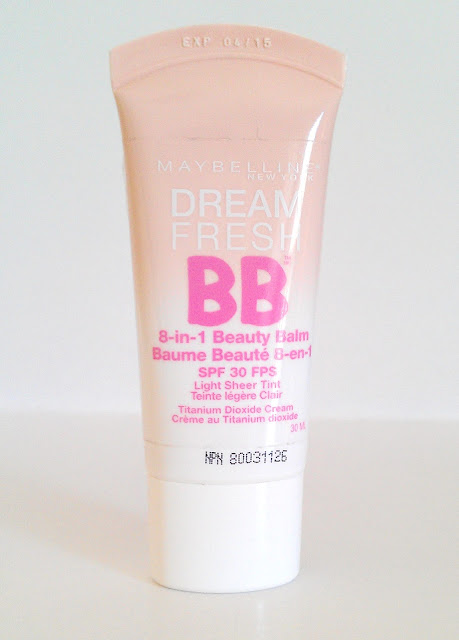 EXP 04/15
MAYBELLINE
NEW YORK
DREAM
FRESH
BB™
8-in-1 Beauty Balm
Baume Beauté 8-en-1
SPF 30 FPS
Light Sheer Tint
Teinte légère Clair
Titanium Dioxide Cream
Crème au Titanium dioxide
30 ML
NPN 80031126